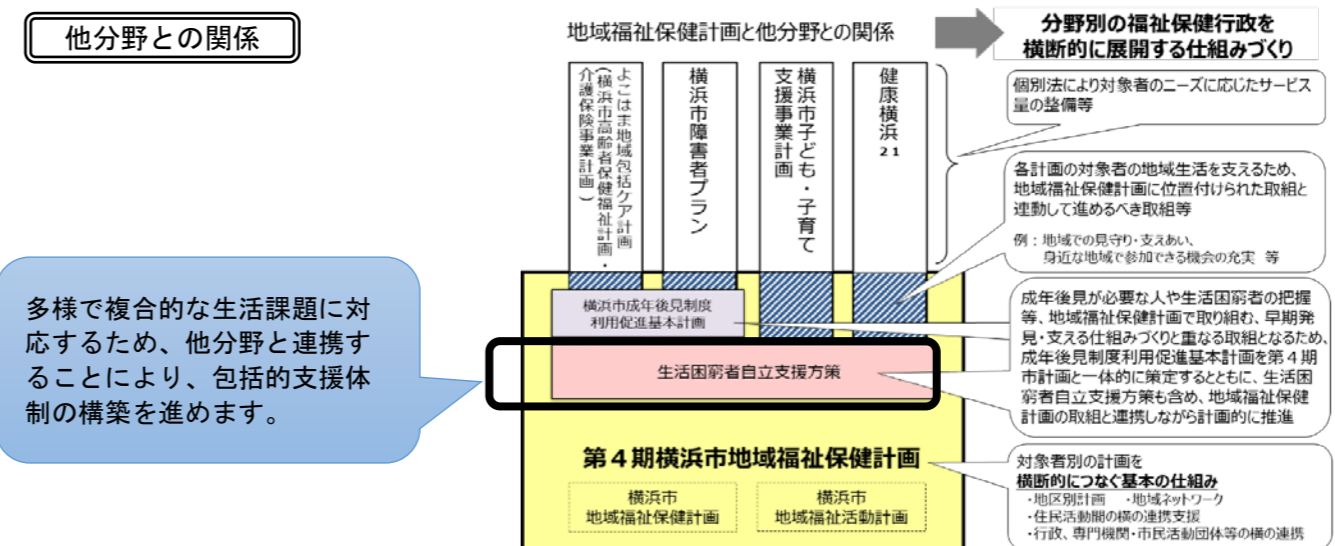 他分野との関係
地域福祉保健計画と他分野との関係
分野別の福祉保健行政を
横断的に展開する仕組みづくり
よこはま地域包括ケア計画
(横浜市高齢者保健福祉計画・
介護保険事業計画)
横浜市障害者プラン
横浜市子ども・子育て
支援事業計画
健康横浜21
個別法により対象者のニーズに応じたサービス
量の整備等
各計画の対象者の地域生活を支えるため、
地域福祉保健計画に位置付けられた取組と
連動して進めるべき取組等
例：地域での見守り・支えあい、
身近な地域で参加できる機会の充実 等
多様で複合的な生活課題に対
応するため、他分野と連携す
ることにより、包括的支援体
制の構築を進めます。
横浜市成年後見制度
利用促進基本計画
生活困窮者自立支援方策
成年後見が必要な人や生活困窮者の把握
等、地域福祉保健計画で取り組む、早期発
見・支える仕組みづくりと重なる取組となるため、
成年後見制度利用促進基本計画を第４期
市計画と一体的に策定するとともに、生活困
窮者自立支援方策も含め、地域福祉保健
計画の取組と連携しながら計画的に推進
第４期横浜市地域福祉保健計画
横浜市
地域福祉保健計画
横浜市
地域福祉活動計画
対象者別の計画を
横断的につなぐ基本の仕組み
・地区別計画 ・地域ネットワーク
・住民活動間の横の連携支援
・行政、専門機関・市民活動団体等の横の連携